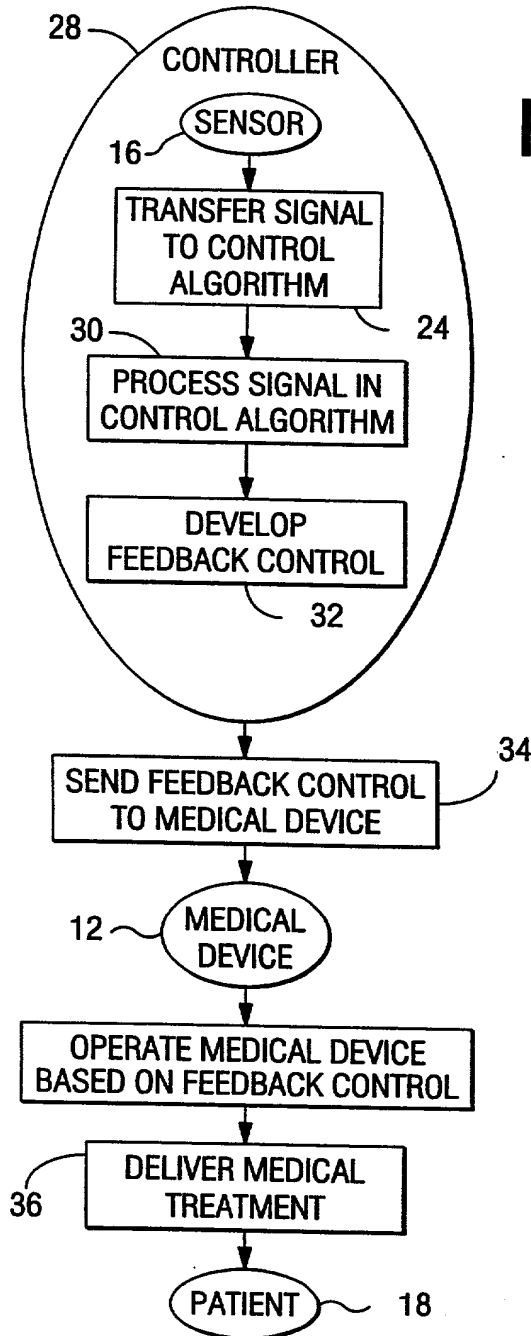 28
CONTROLLER
SENSOR
16
TRANSFER SIGNAL
TO CONTROL
ALGORITHM
24
30
PROCESS SIGNAL IN
CONTROL ALGORITHM
DEVELOP
FEEDBACK CONTROL
32
34
SEND FEEDBACK CONTROL
TO MEDICAL DEVICE
12
MEDICAL
DEVICE
OPERATE MEDICAL DEVICE
BASED ON FEEDBACK CONTROL
DELIVER MEDICAL
TREATMENT
36
PATIENT
18